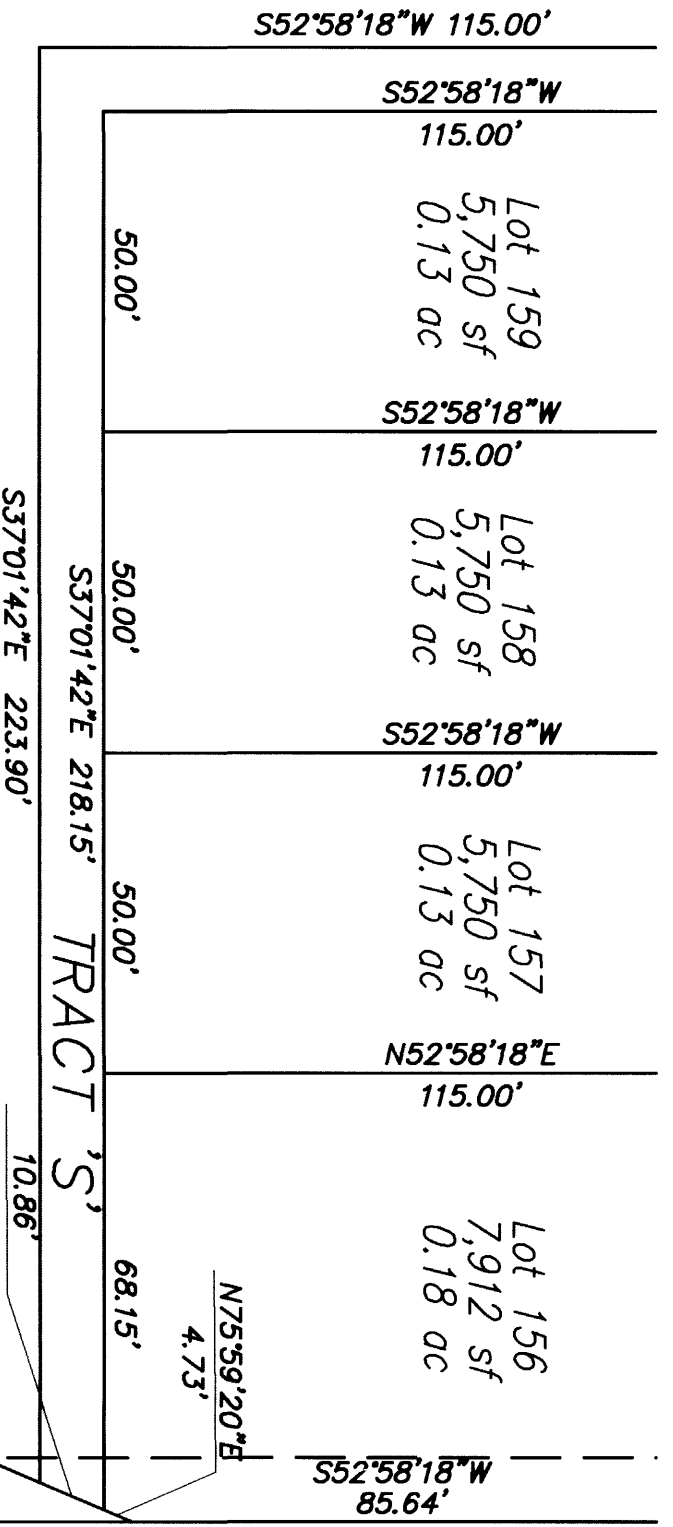 S52°58'18"W 115.00'
S52°58'18"W
115.00'
Lot 159
5,750 sf
0.13 ac
50.00'
S52°58'18"W
115.00'
Lot 158
5,750 sf
0.13 ac
50.00'
S52°58'18"W
115.00'
Lot 157
5,750 sf
0.13 ac
50.00'
N52°58'18"E
115.00'
Lot 156
7,912 sf
0.18 ac
68.15'
S37°01'42"E 218.15'
TRACT 'S'
S37°01'42"E 223.90'
10.86'
N75°59'20"E
4.73'
S52°58'18"W
85.64'